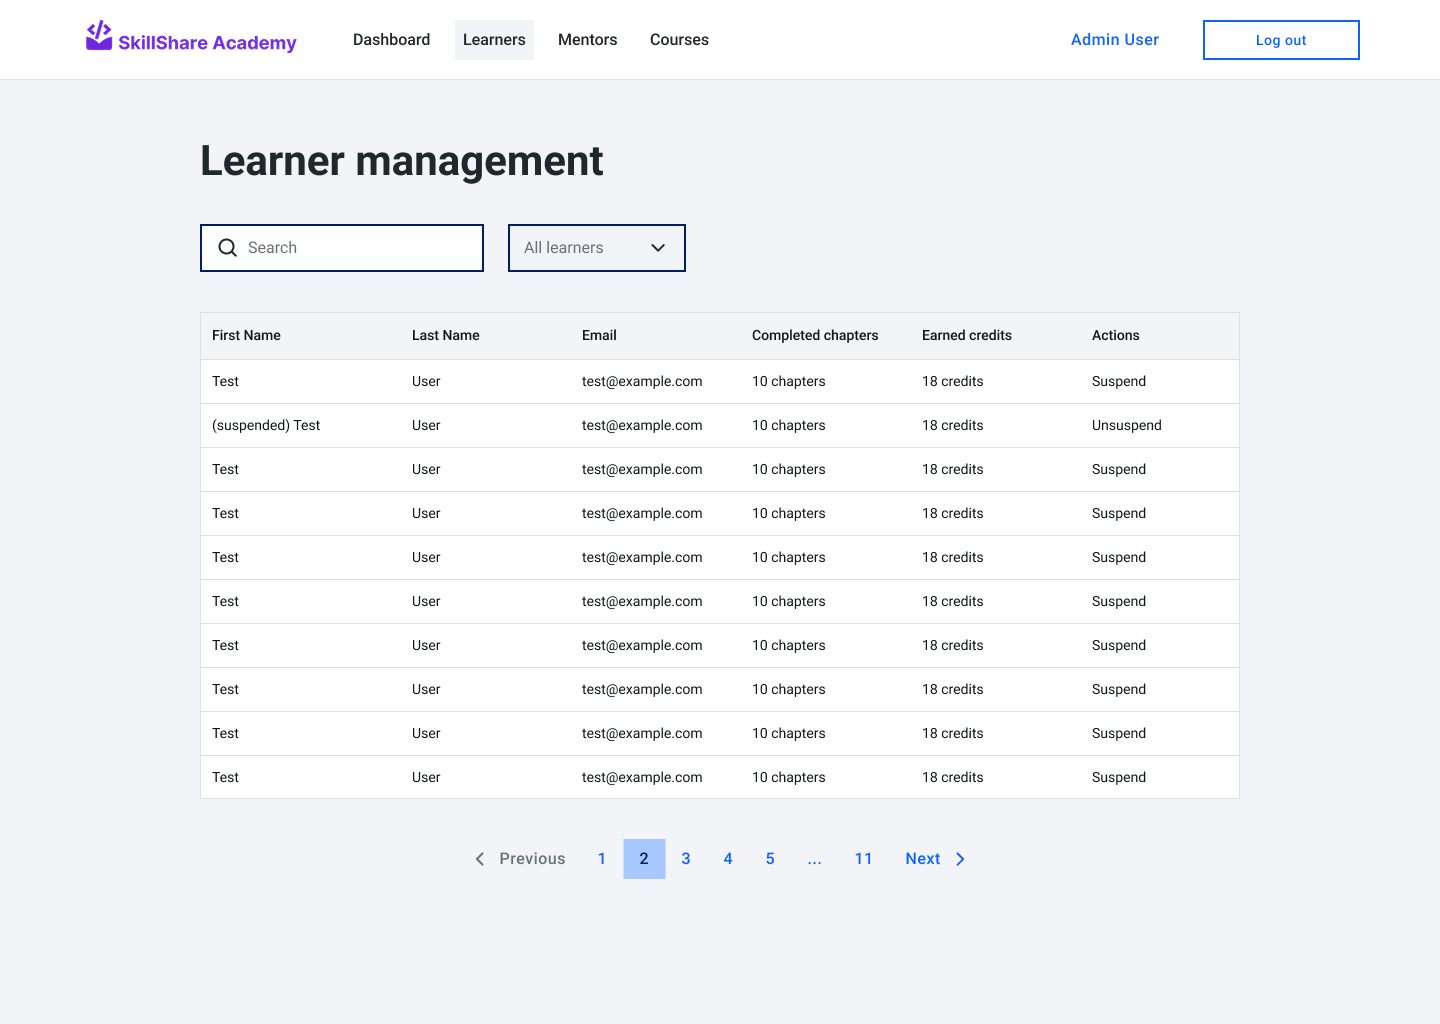 SkillShare Academy Dashboard Learners Mentors Courses Admin User Log out
Learner management
Search All learners
First Name Last Name Email Completed chapters Earned credits Actions
Test User test@example.com 10 chapters 18 credits Suspend
(suspended) Test User test@example.com 10 chapters 18 credits Unsuspend
Test User test@example.com 10 chapters 18 credits Suspend
Test User test@example.com 10 chapters 18 credits Suspend
Test User test@example.com 10 chapters 18 credits Suspend
Test User test@example.com 10 chapters 18 credits Suspend
Test User test@example.com 10 chapters 18 credits Suspend
Test User test@example.com 10 chapters 18 credits Suspend
Test User test@example.com 10 chapters 18 credits Suspend
Test User test@example.com 10 chapters 18 credits Suspend
Previous 1 2 3 4 5 ... 11 Next